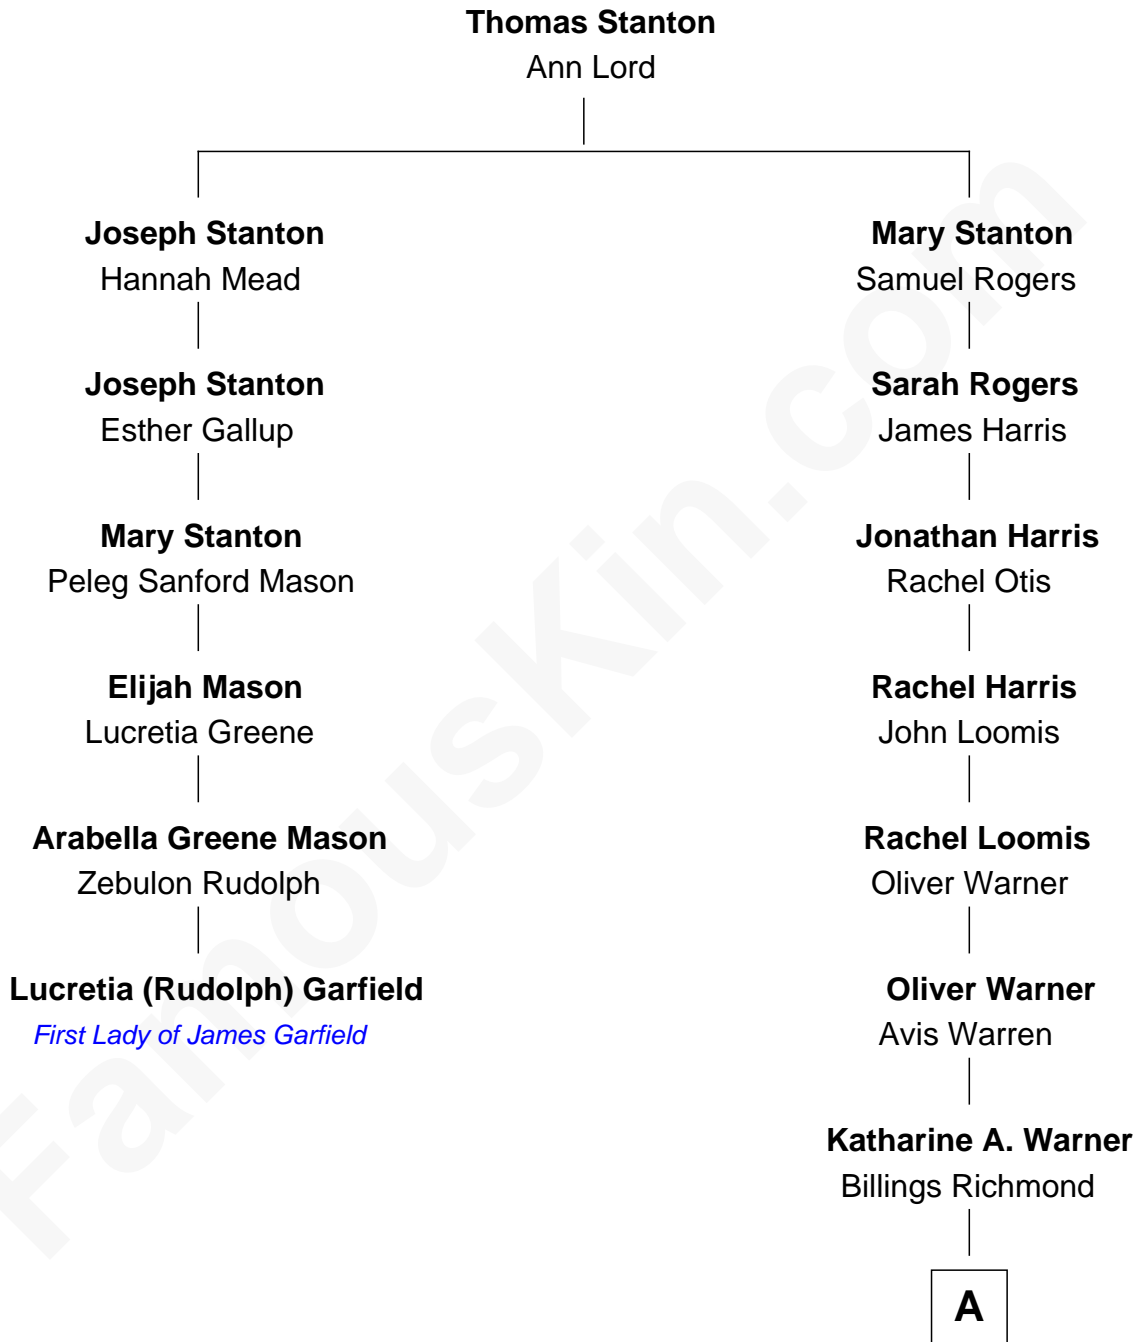 Thomas Stanton
Ann Lord
Joseph Stanton
Hannah Mead
Joseph Stanton
Esther Gallup
Mary Stanton
Peleg Sanford Mason
Elijah Mason
Lucretia Greene
Arabella Greene Mason
Zebulon Rudolph
Lucretia (Rudolph) Garfield
First Lady of James Garfield
Mary Stanton
Samuel Rogers
Sarah Rogers
James Harris
Jonathan Harris
Rachel Otis
Rachel Harris
John Loomis
Rachel Loomis
Oliver Warner
Oliver Warner
Avis Warren
Katharine A. Warner
Billings Richmond
A
FamousKin.com